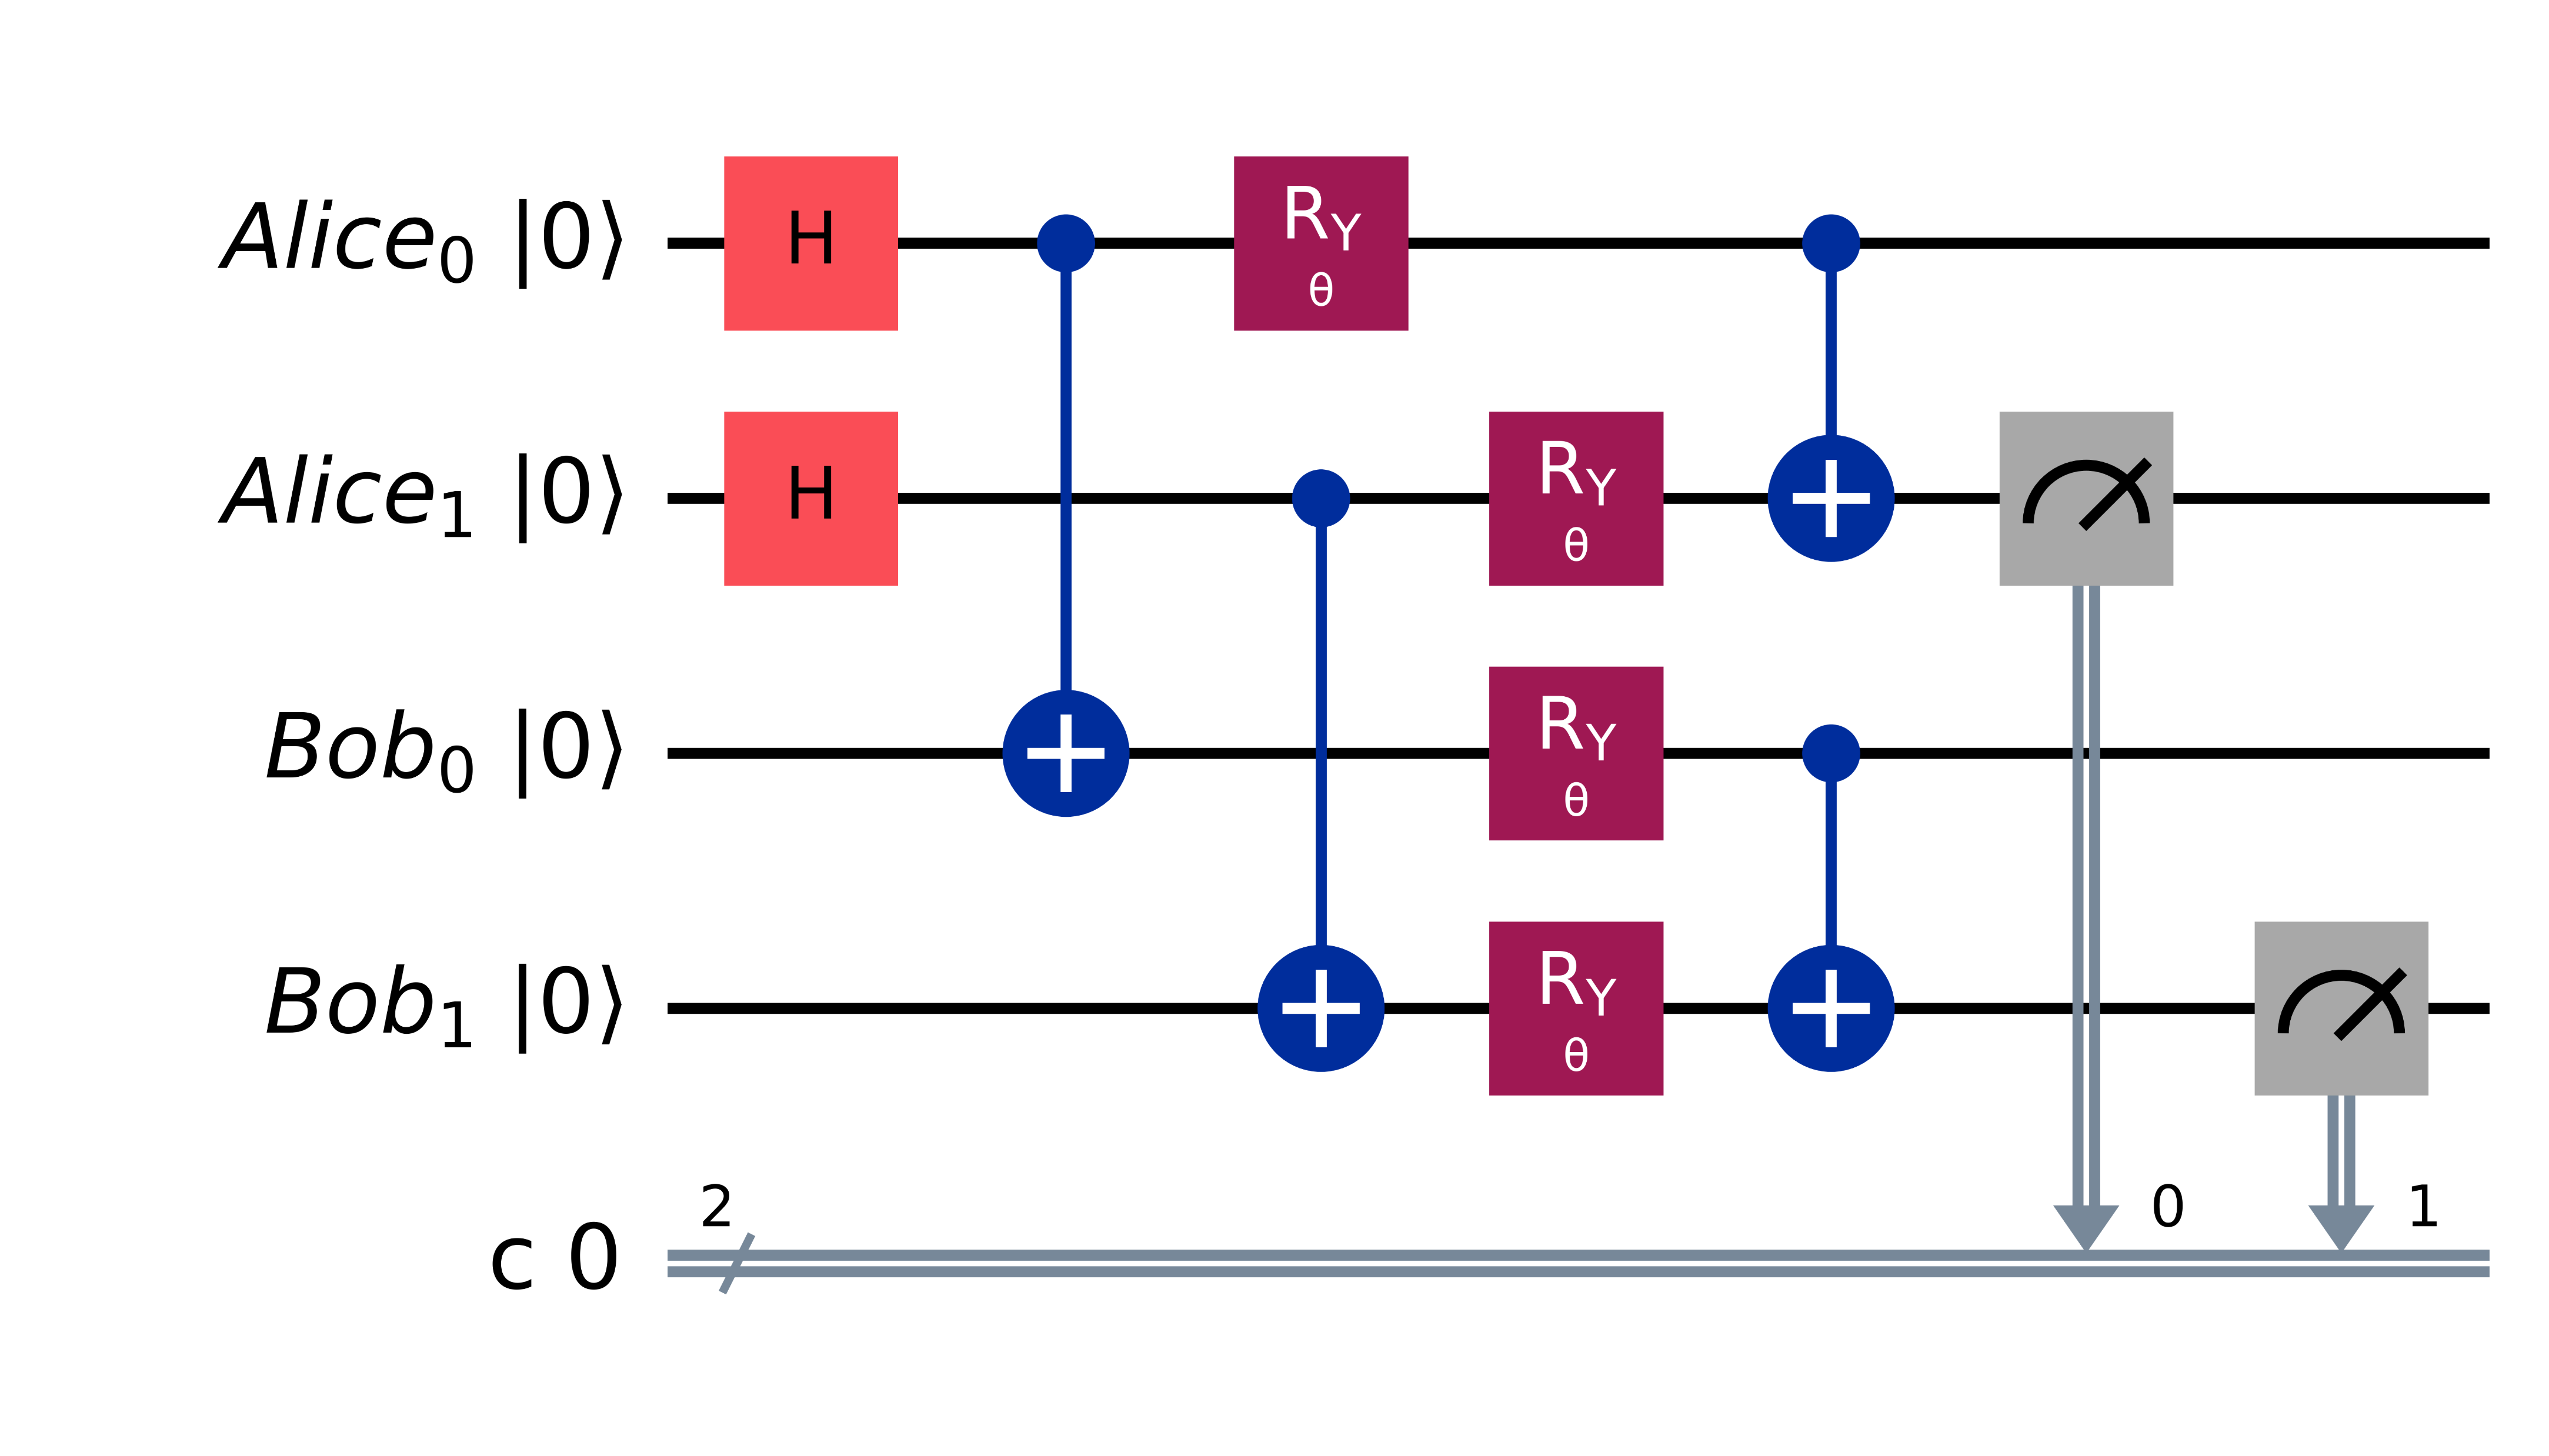 Alice0 |0⟩ H RY θ
Alice1 |0⟩ H RY θ
Bob0 |0⟩ RY θ
Bob1 |0⟩ RY θ
c 0 2 0 1